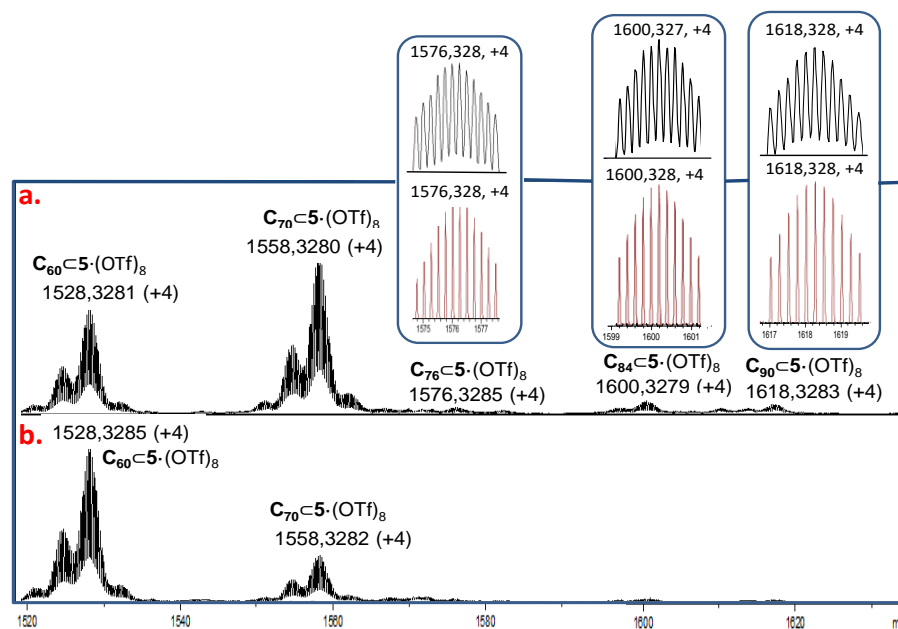 1576,328, +4
1576,328, +4
1575 1576 1577
1600,327, +4
1600,328, +4
1599 1600 1601
1618,328, +4
1618,328, +4
1617 1618 1619
a.
C₆₀⊂5·(OTf)₈
1528,3281 (+4)
C₇₀⊂5·(OTf)₈
1558,3280 (+4)
C₇₆⊂5·(OTf)₈
1576,3285 (+4)
C₈₄⊂5·(OTf)₈
1600,3279 (+4)
C₉₀⊂5·(OTf)₈
1618,3283 (+4)
b.
1528,3285 (+4)
C₆₀⊂5·(OTf)₈
C₇₀⊂5·(OTf)₈
1558,3282 (+4)
1520 1540 1560 1580 1600 1620 m